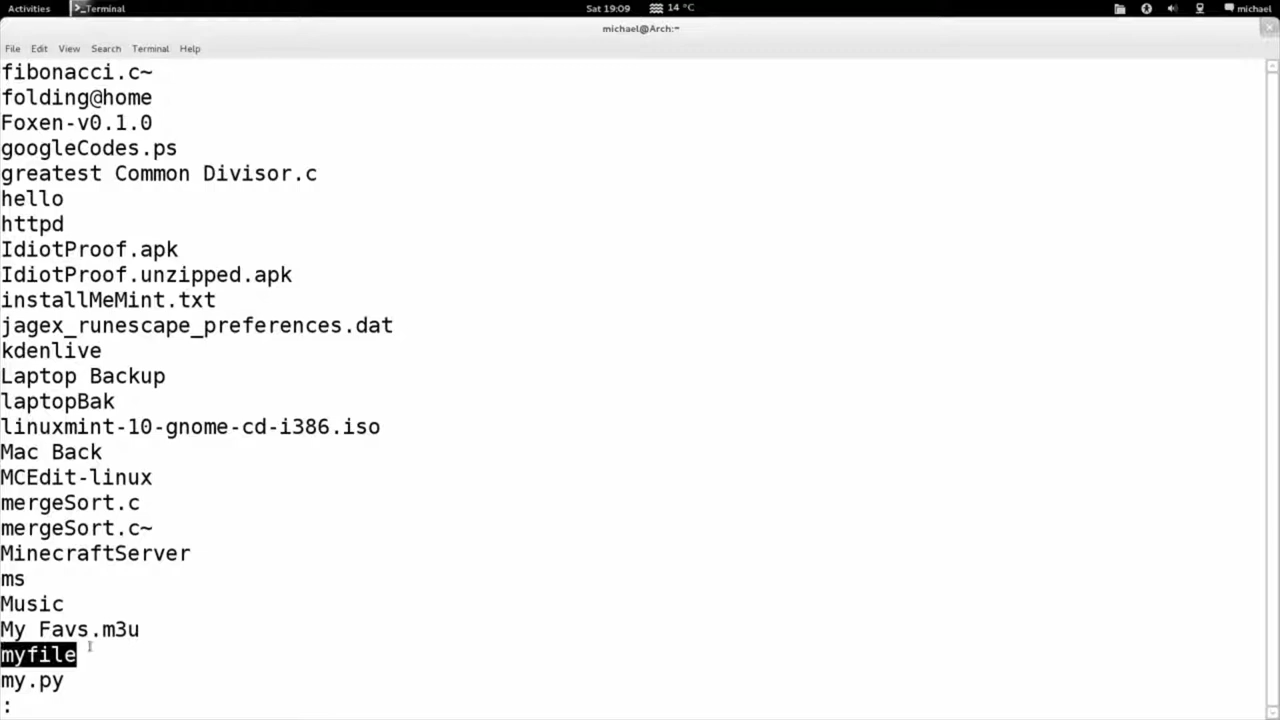 Activities
Terminal
Sat 19:09
14 °C
michael
michael@Arch:~
File Edit View Search Terminal Help
fibonacci.c~
folding@home
Foxen-v0.1.0
googleCodes.ps
greatest Common Divisor.c
hello
httpd
IdiotProof.apk
IdiotProof.unzipped.apk
installMeMint.txt
jagex_runescape_preferences.dat
kdenlive
Laptop Backup
laptopBak
linuxmint-10-gnome-cd-i386.iso
Mac Back
MCEdit-linux
mergeSort.c
mergeSort.c~
MinecraftServer
ms
Music
My Favs.m3u
myfile
my.py
: